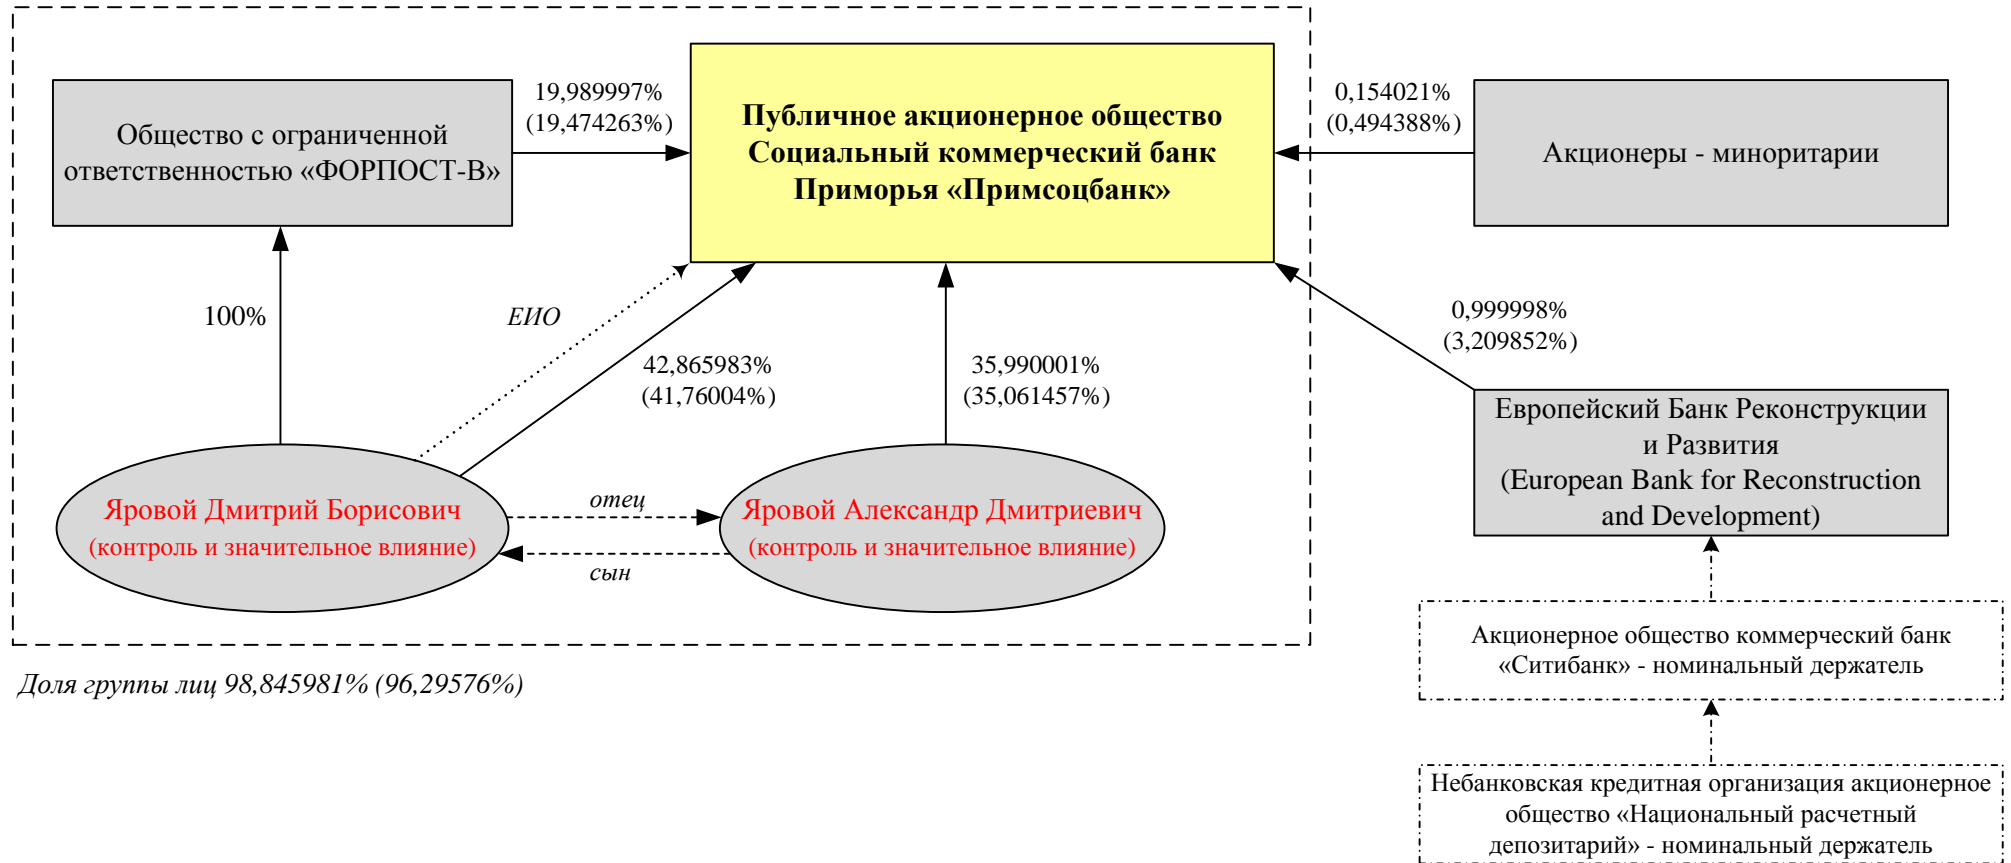 19,989997%
(19,474263%)
Общество с ограниченной
ответственностью «ФОРПОСТ-В»
Публичное акционерное общество
Социальный коммерческий банк
Приморья «Примсоцбанк»
0,154021%
(0,494388%)
Акционеры - миноритарии
100%
ЕИО
42,865983%
(41,76004%)
35,990001%
(35,061457%)
0,999998%
(3,209852%)
Европейский Банк Реконструкции
и Развития
(European Bank for Reconstruction
and Development)
Яровой Дмитрий Борисович
(контроль и значительное влияние)
отец
сын
Яровой Александр Дмитриевич
(контроль и значительное влияние)
Доля группы лиц 98,845981% (96,29576%)
Акционерное общество коммерческий банк
«Ситибанк» - номинальный держатель
Небанковская кредитная организация акционерное
общество «Национальный расчетный
депозитарий» - номинальный держатель